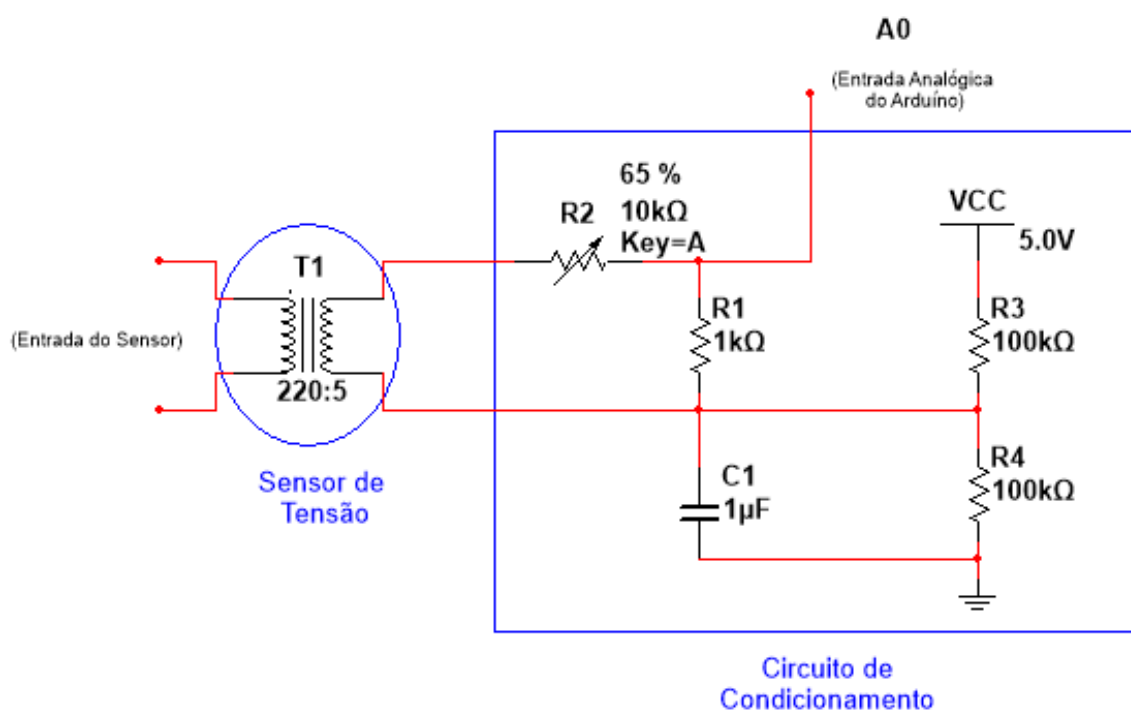 A0
(Entrada Analógica
do Arduíno)
65 %
10kΩ
Key=A
R2
VCC
5.0V
T1
(Entrada do Sensor)
220:5
R1
1kΩ
R3
100kΩ
Sensor de
Tensão
C1
1µF
R4
100kΩ
Circuito de
Condicionamento